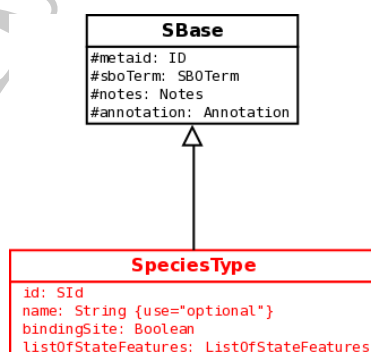 SBase
#metaid: ID
#sboTerm: SBOTerm
#notes: Notes
#annotation: Annotation
SpeciesType
id: SId
name: String {use="optional"}
bindingSite: Boolean
listOfStateFeatures: ListOfStateFeatures